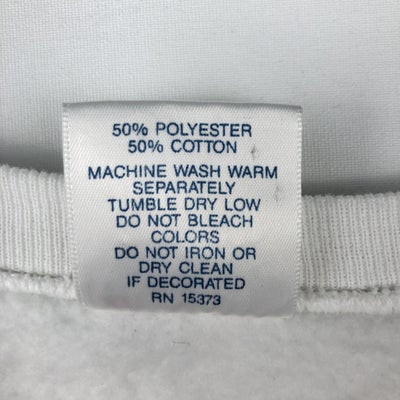 50% POLYESTER
50% COTTON
MACHINE WASH WARM
SEPARATELY
TUMBLE DRY LOW
DO NOT BLEACH
COLORS
DO NOT IRON OR
DRY CLEAN
IF DECORATED
RN 15373